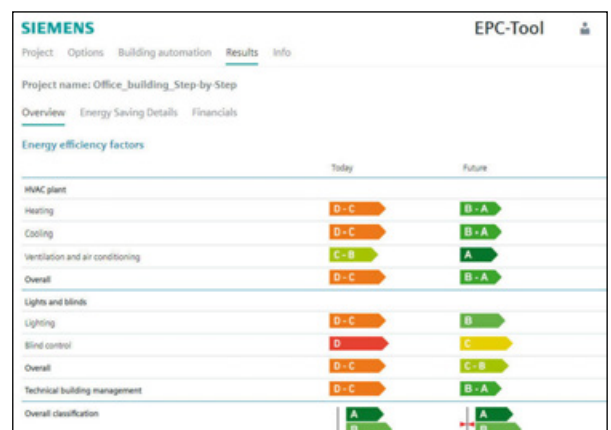 SIEMENS
EPC-Tool
Project Options Building automation Results Info
Project name: Office_building_Step-by-Step
Overview Energy Saving Details Financials
Energy efficiency factors
Today Future
HVAC plant
Heating D - C B - A
Cooling D - C B - A
Ventilation and air conditioning C - B A
Overall D - C B - A
Lights and blinds
Lighting D - C B
Blind control D C
Overall D - C C - B
Technical building management D - C B - A
Overall classification A A
B B